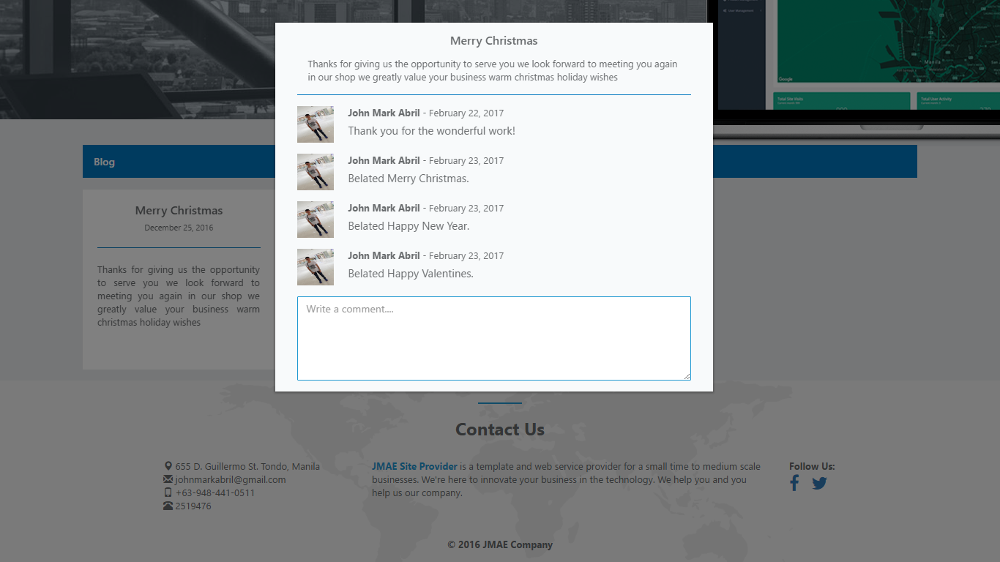 User Management
Manila
Google
Total Site Visits
Total User Activity
Merry Christmas
Thanks for giving us the opportunity to serve you we look forward to meeting you again
in our shop we greatly value your business warm christmas holiday wishes
John Mark Abril - February 22, 2017
Thank you for the wonderful work!
John Mark Abril - February 23, 2017
Belated Merry Christmas.
John Mark Abril - February 23, 2017
Belated Happy New Year.
John Mark Abril - February 23, 2017
Belated Happy Valentines.
Write a comment....
Blog
Merry Christmas
December 25, 2016
Thanks for giving us the opportunity
to serve you we look forward to
meeting you again in our shop we
greatly value your business warm
christmas holiday wishes
Contact Us
655 D. Guillermo St. Tondo, Manila
johnmarkabril@gmail.com
+63-948-441-0511
2519476
JMAE Site Provider is a template and web service provider for a small time to medium scale
businesses. We're here to innovate your business in the technology. We help you and you
help us our company.
Follow Us:
© 2016 JMAE Company